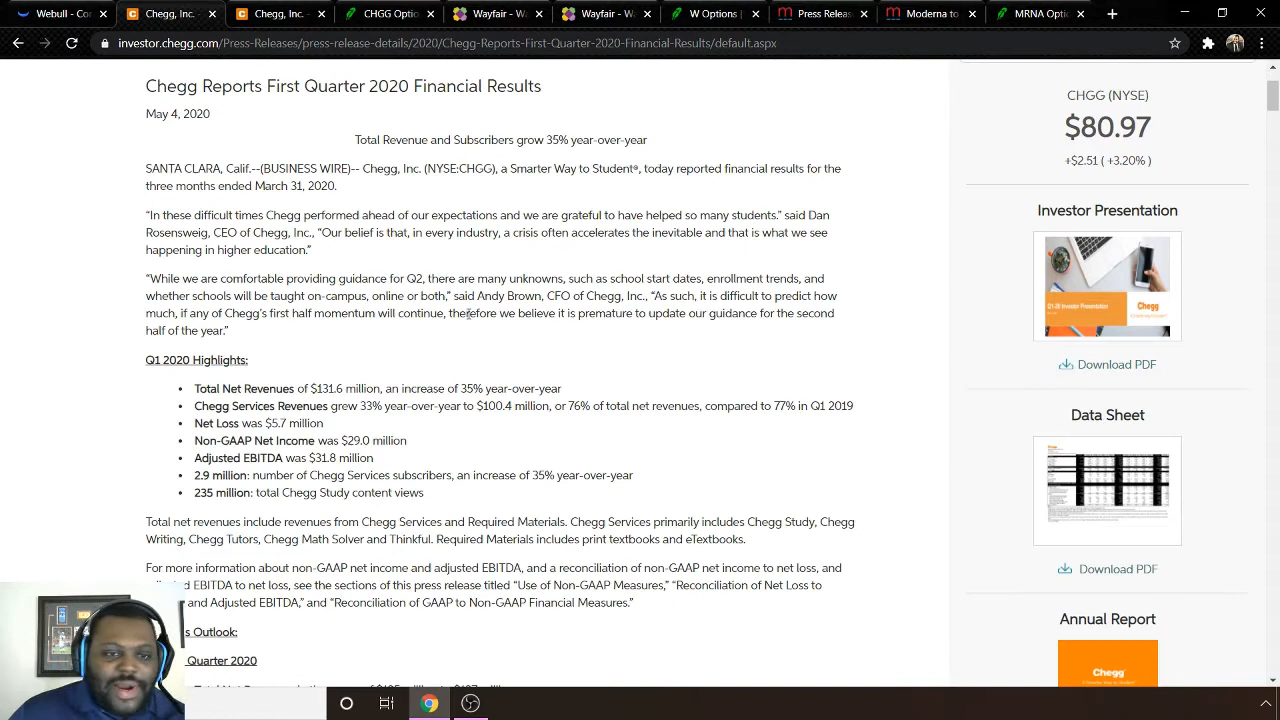 Webull - Co
Chegg, Inc.
Chegg, Inc. -
CHGG Optio
Wayfair - Wa
Wayfair - Wa
W Options |
Press Releas
Moderna to
MRNA Optio
investor.chegg.com/Press-Releases/press-release-details/2020/Chegg-Reports-First-Quarter-2020-Financial-Results/default.aspx
Chegg Reports First Quarter 2020 Financial Results
May 4, 2020
Total Revenue and Subscribers grow 35% year-over-year
SANTA CLARA, Calif.--(BUSINESS WIRE)-- Chegg, Inc. (NYSE:CHGG), a Smarter Way to Student®, today reported financial results for the
three months ended March 31, 2020.
“In these difficult times Chegg performed ahead of our expectations and we are grateful to have helped so many students.” said Dan
Rosensweig, CEO of Chegg, Inc., “Our belief is that, in every industry, a crisis often accelerates the inevitable and that is what we see
happening in higher education.”
“While we are comfortable providing guidance for Q2, there are many unknowns, such as school start dates, enrollment trends, and
whether schools will be taught on-campus, online or both,” said Andy Brown, CFO of Chegg, Inc., “As such, it is difficult to predict how
much, if any of Chegg's first half momentum will continue, therefore we believe it is premature to update our guidance for the second
half of the year.”
Q1 2020 Highlights:
• Total Net Revenues of $131.6 million, an increase of 35% year-over-year
• Chegg Services Revenues grew 33% year-over-year to $100.4 million, or 76% of total net revenues, compared to 77% in Q1 2019
• Net Loss was $5.7 million
• Non-GAAP Net Income was $29.0 million
• Adjusted EBITDA was $31.8 million
• 2.9 million: number of Chegg Services subscribers, an increase of 35% year-over-year
• 235 million: total Chegg Study content views
Total net revenues include revenues from Chegg Services and Required Materials. Chegg Services primarily includes Chegg Study, Chegg
Writing, Chegg Tutors, Chegg Math Solver and Thinkful. Required Materials includes print textbooks and eTextbooks.
For more information about non-GAAP net income and adjusted EBITDA, and a reconciliation of non-GAAP net income to net loss, and
EBITDA to net loss, see the sections of this press release titled “Use of Non-GAAP Measures,” “Reconciliation of Net Loss to
and Adjusted EBITDA,” and “Reconciliation of GAAP to Non-GAAP Financial Measures.”
s Outlook:
Quarter 2020
CHGG (NYSE)
$80.97
+$2.51 ( +3.20% )
Investor Presentation
Q1-20 Investor Presentation
Chegg
Download PDF
Data Sheet
Download PDF
Annual Report
Chegg